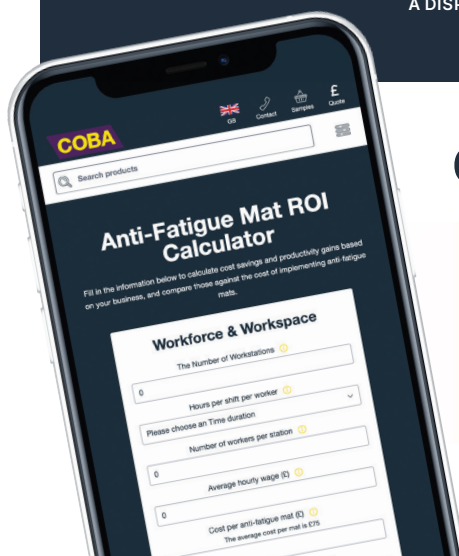 A DISP
COBA
GB
Contact
Samples
£
Quote
Search products
Anti-Fatigue Mat ROI
Calculator
Fill in the information below to calculate cost savings and productivity gains based
on your business, and compare those against the cost of implementing anti-fatigue
mats.
Workforce & Workspace
The Number of Workstations
0
Hours per shift per worker
Please choose an Time duration
Number of workers per station
0
Average hourly wage (£)
0
Cost per anti-fatigue mat (£)
The average cost per mat is £75